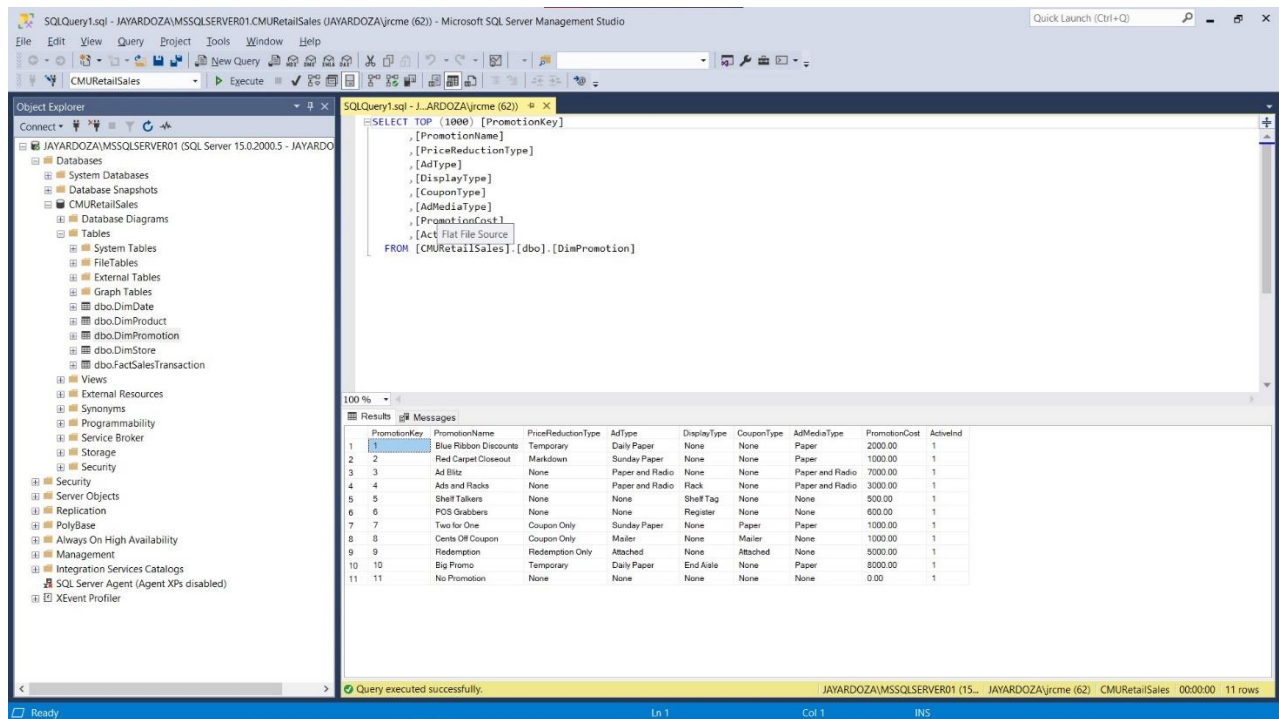 SQLQuery1.sql - JAYARDOZA\MSSQLSERVER01.CMURetailSales (JAYARDOZA\jrcme (62)) - Microsoft SQL Server Management Studio
Quick Launch (Ctrl+Q)
File Edit View Query Project Tools Window Help
New Query
CMURetailSales Execute
Object Explorer
SQLQuery1.sql - J...ARDOZA\jrcme (62))
Connect
JAYARDOZA\MSSQLSERVER01 (SQL Server 15.0.2000.5 - JAYARDO
Databases
System Databases
Database Snapshots
CMURetailSales
Database Diagrams
Tables
System Tables
FileTables
External Tables
Graph Tables
dbo.DimDate
dbo.DimProduct
dbo.DimPromotion
dbo.DimStore
dbo.FactSalesTransaction
Views
External Resources
Synonyms
Programmability
Service Broker
Storage
Security
Security
Server Objects
Replication
PolyBase
Always On High Availability
Management
Integration Services Catalogs
SQL Server Agent (Agent XPs disabled)
XEvent Profiler
SELECT TOP (1000) [PromotionKey]
,[PromotionName]
,[PriceReductionType]
,[AdType]
,[DisplayType]
,[CouponType]
,[AdMediaType]
,[PromotionCost]
,[Act Flat File Source
FROM [CMURetailSales].[dbo].[DimPromotion]
100 %
Results Messages
PromotionKey PromotionName PriceReductionType AdType DisplayType CouponType AdMediaType PromotionCost ActiveInd
1 1 Blue Ribbon Discounts Temporary Daily Paper None None Paper 2000.00 1
2 2 Red Carpet Closeout Markdown Sunday Paper None None Paper 1000.00 1
3 3 Ad Blitz None Paper and Radio None None Paper and Radio 7000.00 1
4 4 Ads and Racks None Paper and Radio Rack None Paper and Radio 3000.00 1
5 5 Shelf Talkers None None Shelf Tag None None 500.00 1
6 6 POS Grabbers None None Register None None 600.00 1
7 7 Two for One Coupon Only Sunday Paper None Paper Paper 1000.00 1
8 8 Cents Off Coupon Coupon Only Mailer None Mailer None 1000.00 1
9 9 Redemption Redemption Only Attached None Attached None 5000.00 1
10 10 Big Promo Temporary Daily Paper End Aisle None Paper 8000.00 1
11 11 No Promotion None None None None None 0.00 1
Query executed successfully. JAYARDOZA\MSSQLSERVER01 (15... JAYARDOZA\jrcme (62) CMURetailSales 00:00:00 11 rows
Ready Ln 1 Col 1 INS